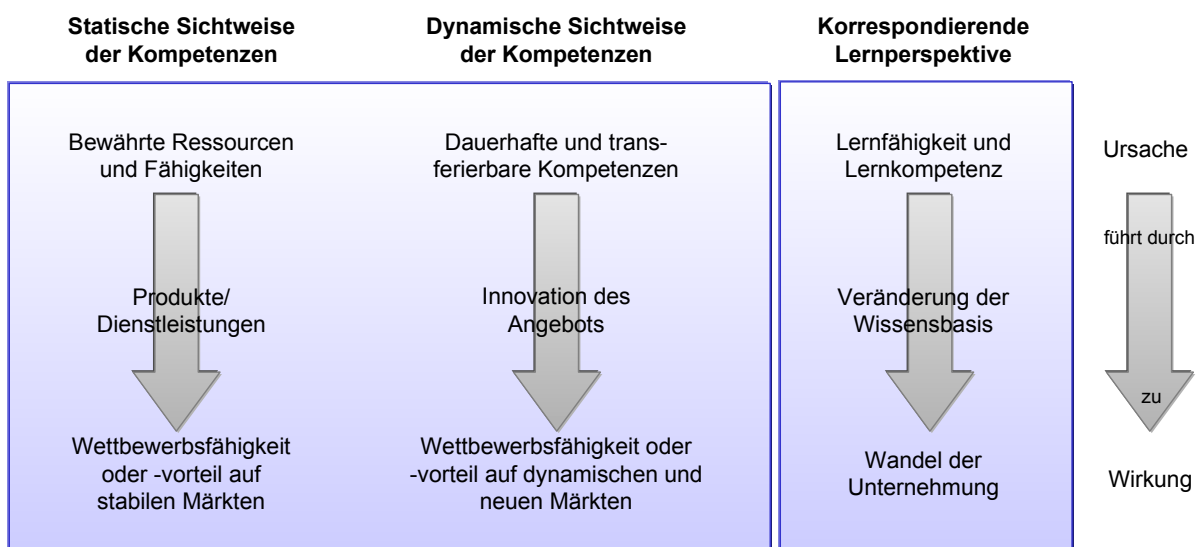 Statische Sichtweise
der Kompetenzen
Dynamische Sichtweise
der Kompetenzen
Korrespondierende
Lernperspektive
Bewährte Ressourcen
und Fähigkeiten
Dauerhafte und trans-
ferierbare Kompetenzen
Lernfähigkeit und
Lernkompetenz
Ursache
führt durch
Produkte/
Dienstleistungen
Innovation des
Angebots
Veränderung der
Wissensbasis
zu
Wettbewerbsfähigkeit
oder -vorteil auf
stabilen Märkten
Wettbewerbsfähigkeit oder
-vorteil auf dynamischen und
neuen Märkten
Wandel der
Unternehmung
Wirkung